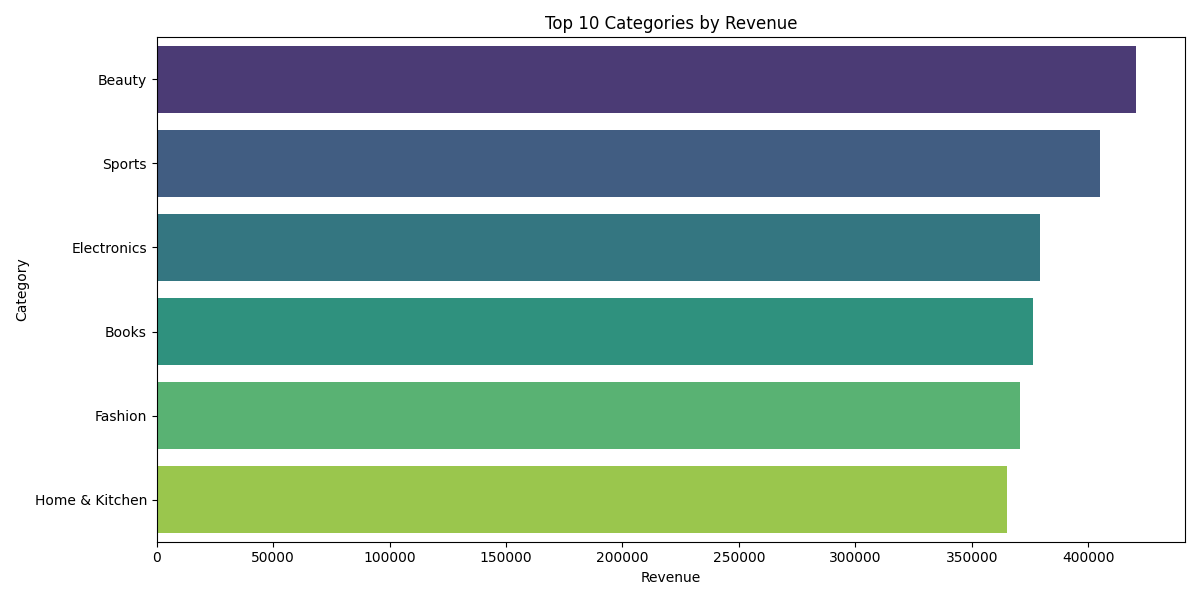 Top 10 Categories by Revenue
Category
Beauty
Sports
Electronics
Books
Fashion
Home & Kitchen
0 50000 100000 150000 200000 250000 300000 350000 400000
Revenue